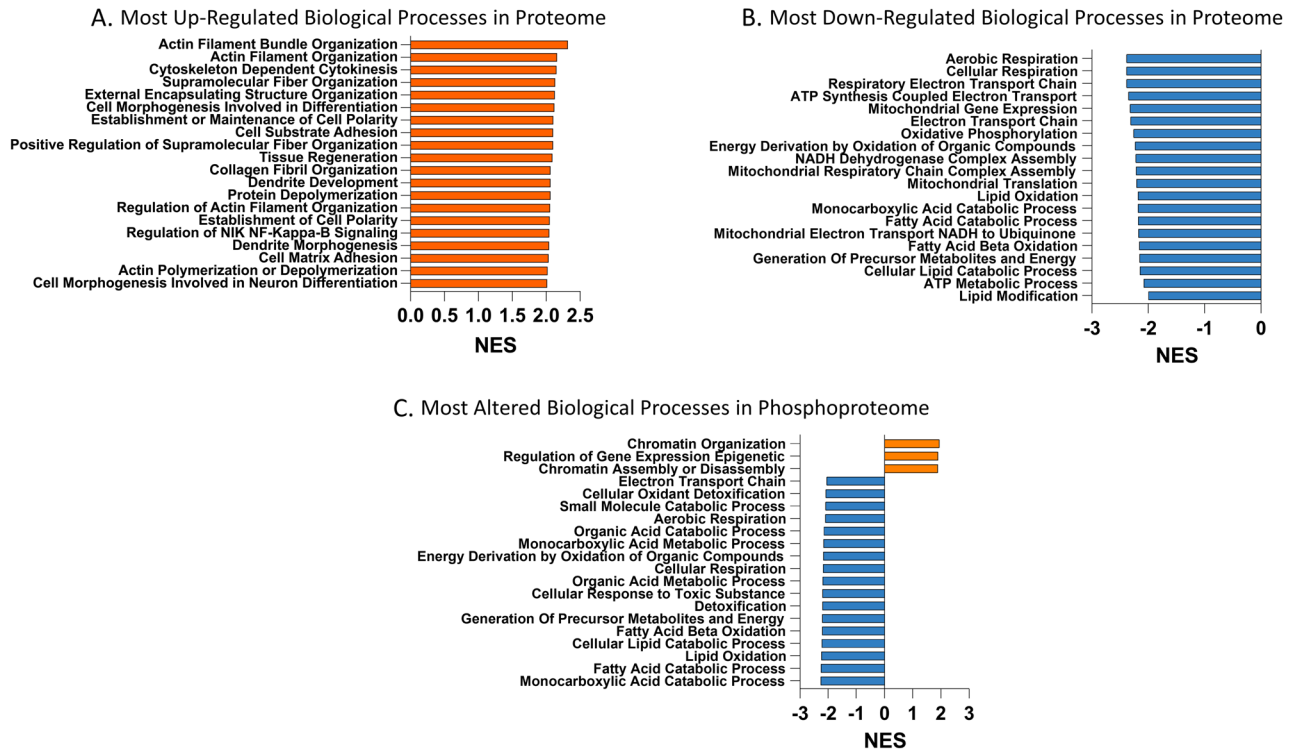 A. Most Up-Regulated Biological Processes in Proteome
Actin Filament Bundle Organization
Actin Filament Organization
Cytoskeleton Dependent Cytokinesis
Supramolecular Fiber Organization
External Encapsulating Structure Organization
Cell Morphogenesis Involved in Differentiation
Establishment or Maintenance of Cell Polarity
Cell Substrate Adhesion
Positive Regulation of Supramolecular Fiber Organization
Tissue Regeneration
Collagen Fibril Organization
Dendrite Development
Protein Depolymerization
Regulation of Actin Filament Organization
Establishment of Cell Polarity
Regulation of NIK NF-Kappa-B Signaling
Dendrite Morphogenesis
Cell Matrix Adhesion
Actin Polymerization or Depolymerization
Cell Morphogenesis Involved in Neuron Differentiation
0.0 0.5 1.0 1.5 2.0 2.5
NES
B. Most Down-Regulated Biological Processes in Proteome
Aerobic Respiration
Cellular Respiration
Respiratory Electron Transport Chain
ATP Synthesis Coupled Electron Transport
Mitochondrial Gene Expression
Electron Transport Chain
Oxidative Phosphorylation
Energy Derivation by Oxidation of Organic Compounds
NADH Dehydrogenase Complex Assembly
Mitochondrial Respiratory Chain Complex Assembly
Mitochondrial Translation
Lipid Oxidation
Monocarboxylic Acid Catabolic Process
Fatty Acid Catabolic Process
Mitochondrial Electron Transport NADH to Ubiquinone
Fatty Acid Beta Oxidation
Generation Of Precursor Metabolites and Energy
Cellular Lipid Catabolic Process
ATP Metabolic Process
Lipid Modification
-3 -2 -1 0
NES
C. Most Altered Biological Processes in Phosphoproteome
Chromatin Organization
Regulation of Gene Expression Epigenetic
Chromatin Assembly or Disassembly
Electron Transport Chain
Cellular Oxidant Detoxification
Small Molecule Catabolic Process
Aerobic Respiration
Organic Acid Catabolic Process
Monocarboxylic Acid Metabolic Process
Energy Derivation by Oxidation of Organic Compounds
Cellular Respiration
Organic Acid Metabolic Process
Cellular Response to Toxic Substance
Detoxification
Generation Of Precursor Metabolites and Energy
Fatty Acid Beta Oxidation
Cellular Lipid Catabolic Process
Lipid Oxidation
Fatty Acid Catabolic Process
Monocarboxylic Acid Catabolic Process
-3 -2 -1 0 1 2 3
NES